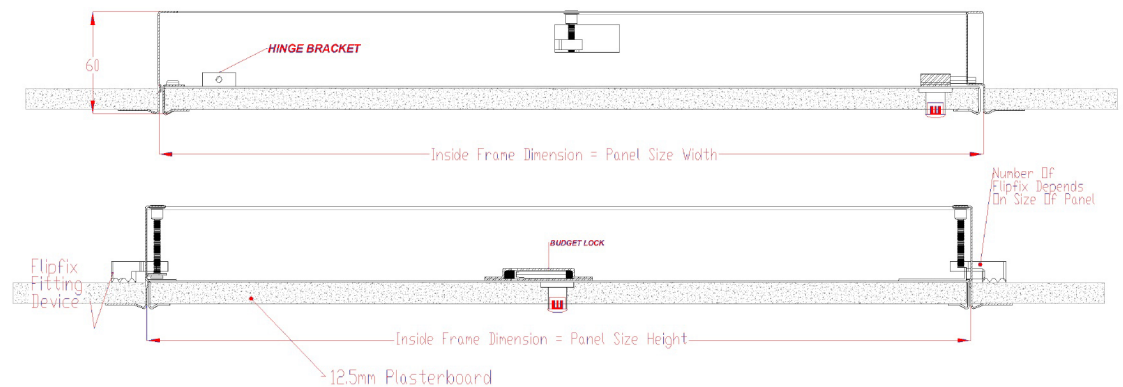 HINGE BRACKET
60
Inside Frame Dimension = Panel Size Width
Number Of
Flipfix Depends
On Size Of Panel
BUDGET LOCK
Flipfix
Fitting
Device
Inside Frame Dimension = Panel Size Height
12.5mm Plasterboard